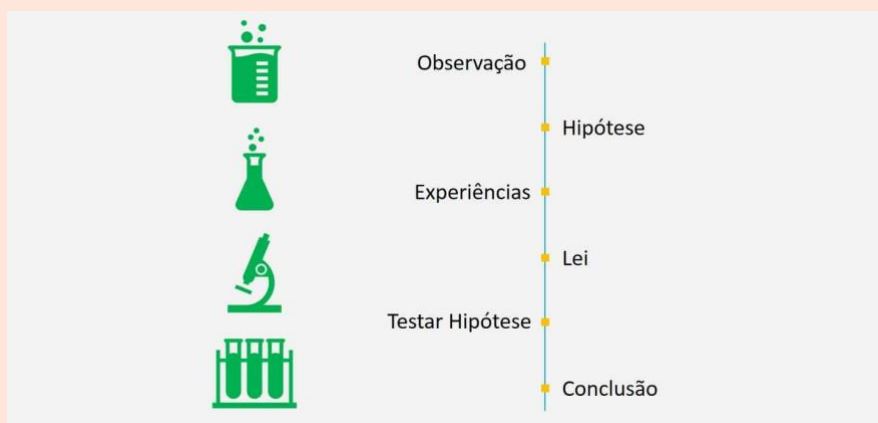 Observação
Hipótese
Experiências
Lei
Testar Hipótese
Conclusão